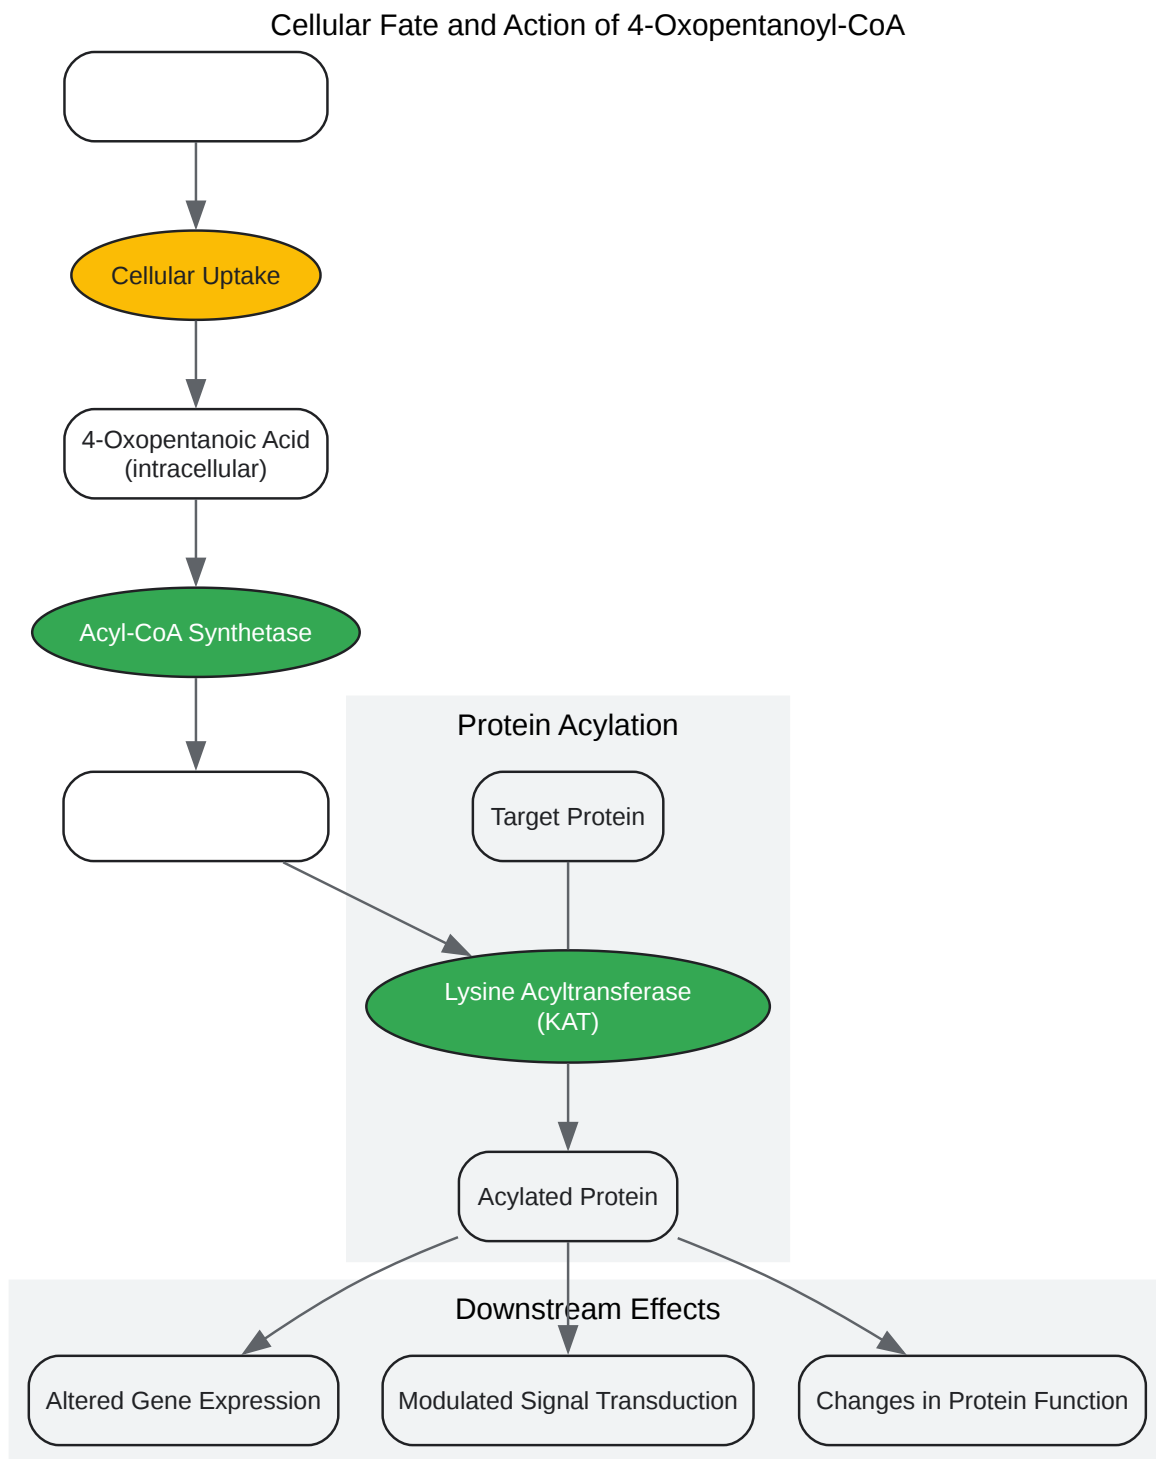 Cellular Fate and Action of 4-Oxopentanoyl-CoA
Cellular Uptake
4-Oxopentanoic Acid
(intracellular)
Acyl-CoA Synthetase
Protein Acylation
Target Protein
Lysine Acyltransferase
(KAT)
Acylated Protein
Downstream Effects
Altered Gene Expression
Modulated Signal Transduction
Changes in Protein Function